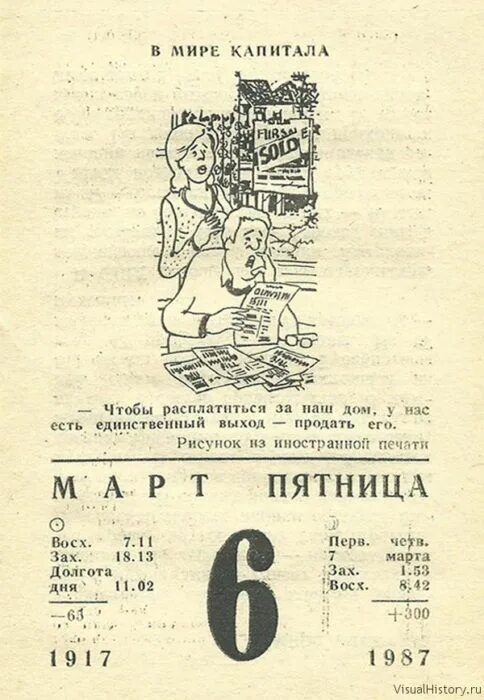 В МИРЕ КАПИТАЛА
SOLD
— Чтобы расплатиться за наш дом, у нас
есть единственный выход — продать его.
Рисунок из иностранной печати
МАРТ ПЯТНИЦА
Восх. 7.11
Зах. 18.13
Долгота
дня 11.02
—65
1917
6
Перв. четв.
7 марта
Зах. 1.53
Восх. 8.42
+300
1987
VisualHistory.ru